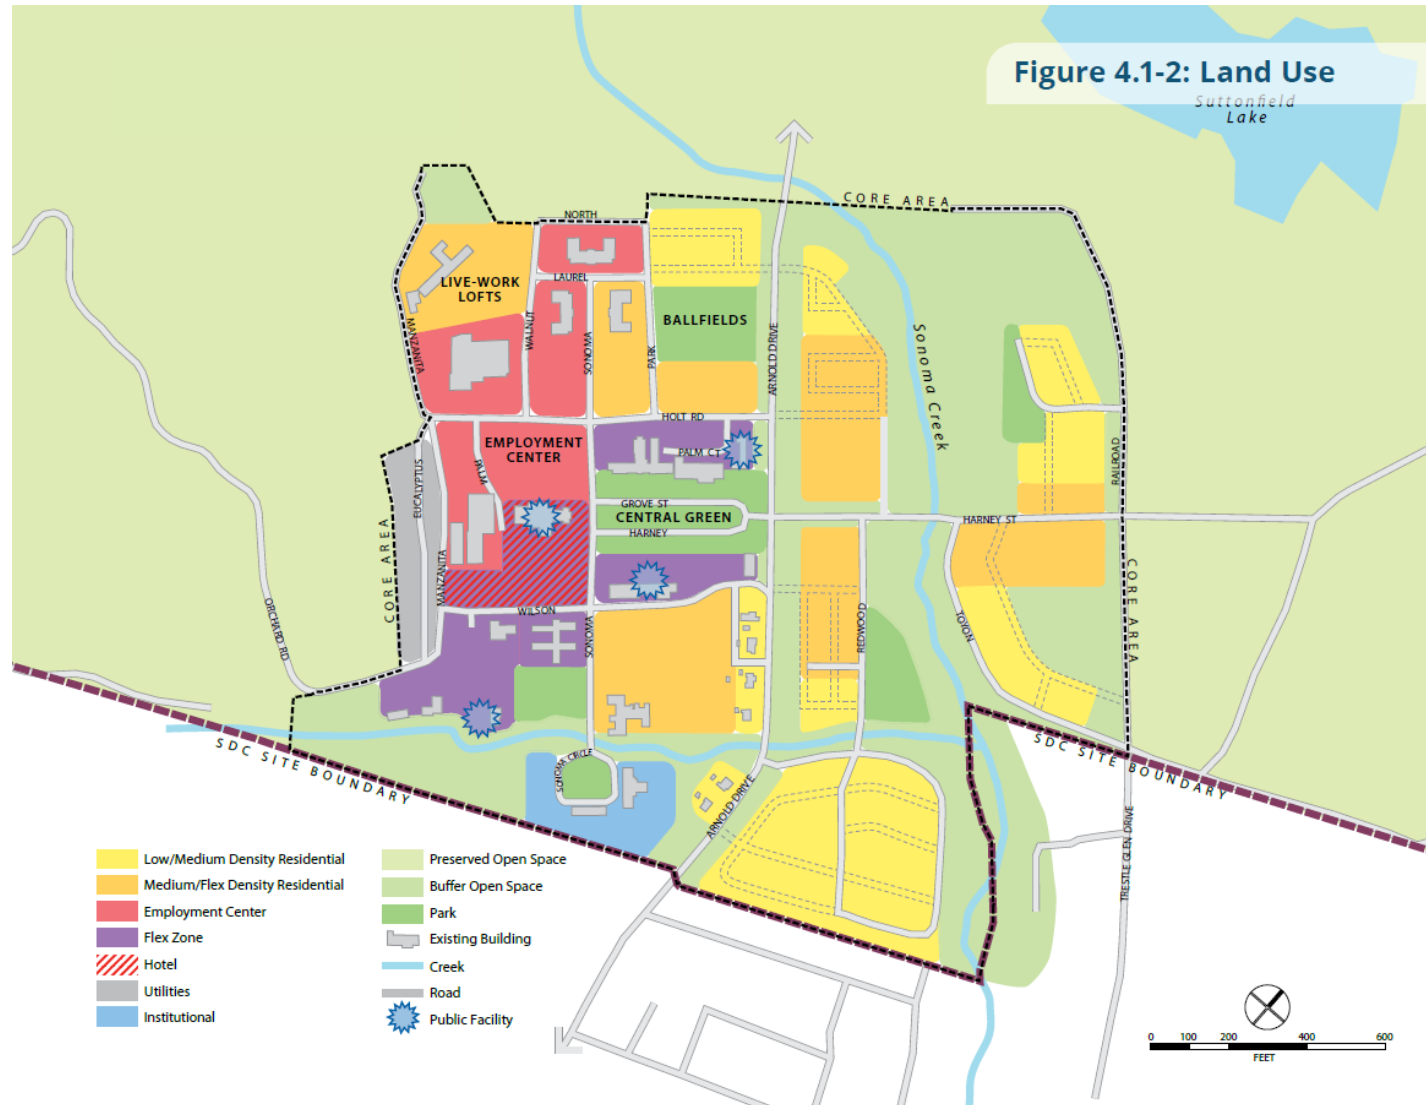 Figure 4.1-2: Land Use
Suttonfield
Lake
CORE AREA
NORTH
LAUREL
LIVE-WORK
LOFTS
MANZANITA
WALNUT
SONOMA
PARK
BALLFIELDS
ARNOLD DRIVE
Sonoma Creek
HOLT RD
EMPLOYMENT
CENTER
PALM CT
PALM
EUCALYPTUS
RAILROAD
GROVE ST
CENTRAL GREEN
HARNEY
HARNEY ST
CORE AREA
MANZANITA
WILSON
SONOMA
REDWOOD
TOYON
CORE AREA
ORCHARD RD
SDC SITE BOUNDARY
SONOMA CIRCLE
ARNOLD DRIVE
SDC SITE BOUNDARY
TRESTLE GLEN DRIVE
Low/Medium Density Residential
Medium/Flex Density Residential
Employment Center
Flex Zone
Hotel
Utilities
Institutional
Preserved Open Space
Buffer Open Space
Park
Existing Building
Creek
Road
Public Facility
0 100 200 400 600
FEET